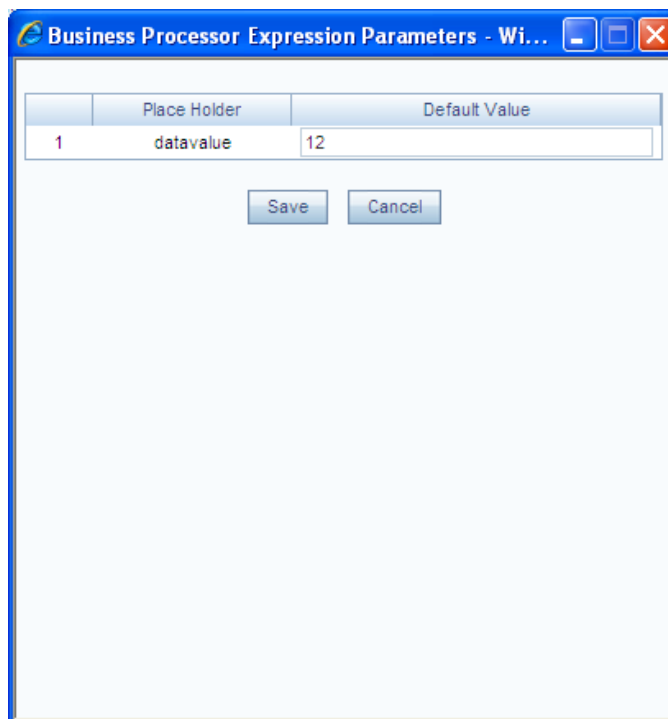 Business Processor Expression Parameters - Wi...
Place Holder Default Value
1 datavalue 12
Save Cancel